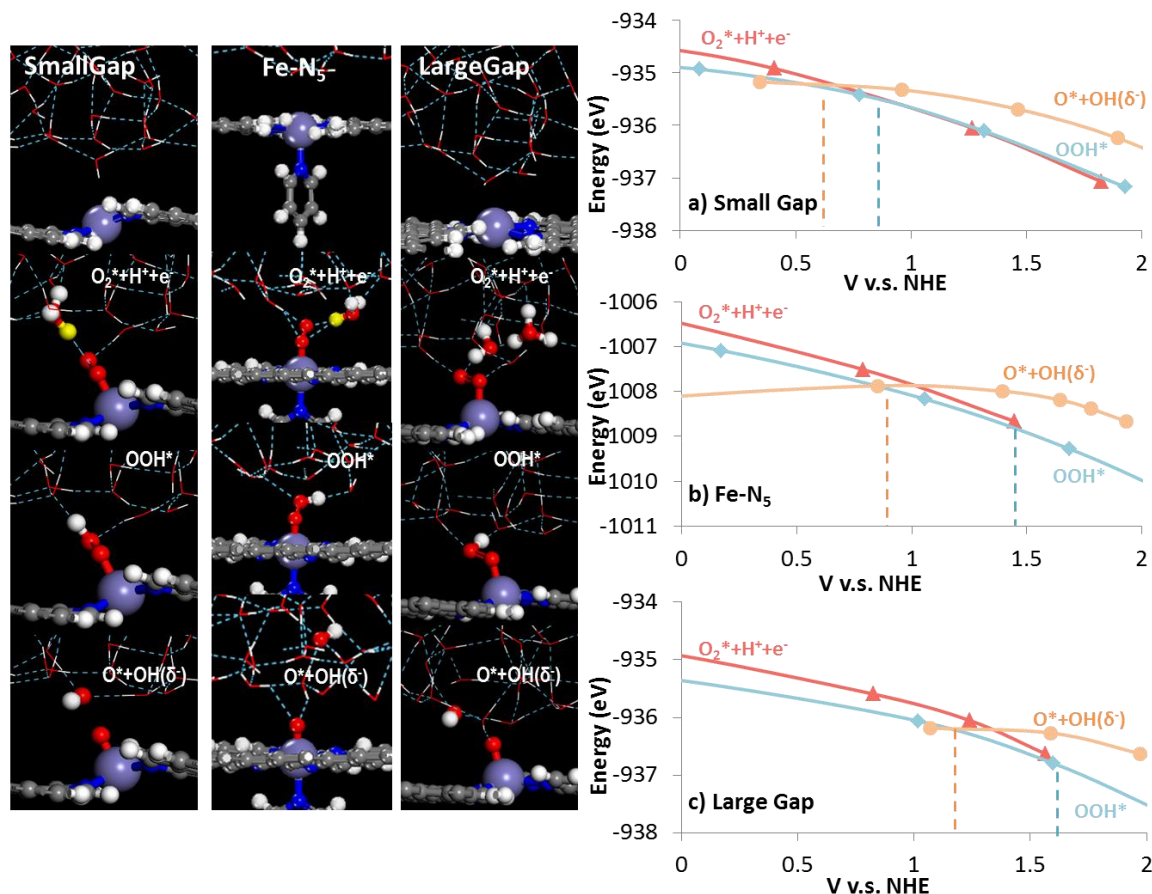 SmallGap
Fe-N5-
LargeGap
O2*+H⁺+e-
O2*+H⁺+e-
O2*+H⁺+e-
OOH*
OOH*
OOH*
O*+OH(δ-)
O*+OH(δ-)
O*+OH(δ-)
-934
-935
-936
-937
-938
Energy (eV)
O2*+H⁺+e-
O*+OH(δ-)
OOH*
a) Small Gap
0 0.5 1 1.5 2
V v.s. NHE
-1006
-1007
-1008
-1009
-1010
-1011
Energy (eV)
O2*+H⁺+e-
O*+OH(δ-)
OOH*
b) Fe-N5
0 0.5 1 1.5 2
V v.s. NHE
-934
-935
-936
-937
-938
Energy (eV)
O2*+H⁺+e-
O*+OH(δ-)
OOH*
c) Large Gap
0 0.5 1 1.5 2
V v.s. NHE